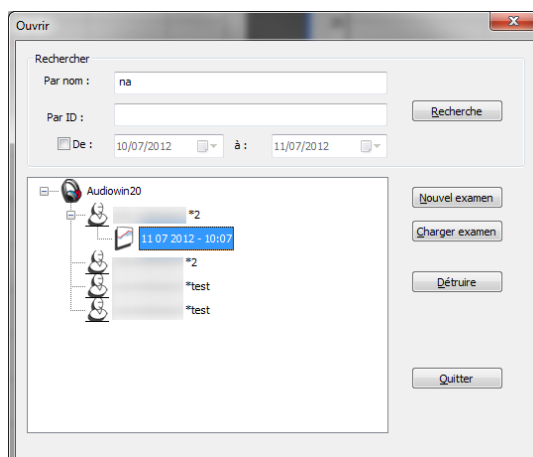 Ouvrir
Rechercher
Par nom : na
Par ID :
Recherche
De : 10/07/2012 à : 11/07/2012
Audiowin20
Nouvel examen
*2
11 07 2012 - 10:07
Charger examen
*2
*test
Détruire
*test
Quitter